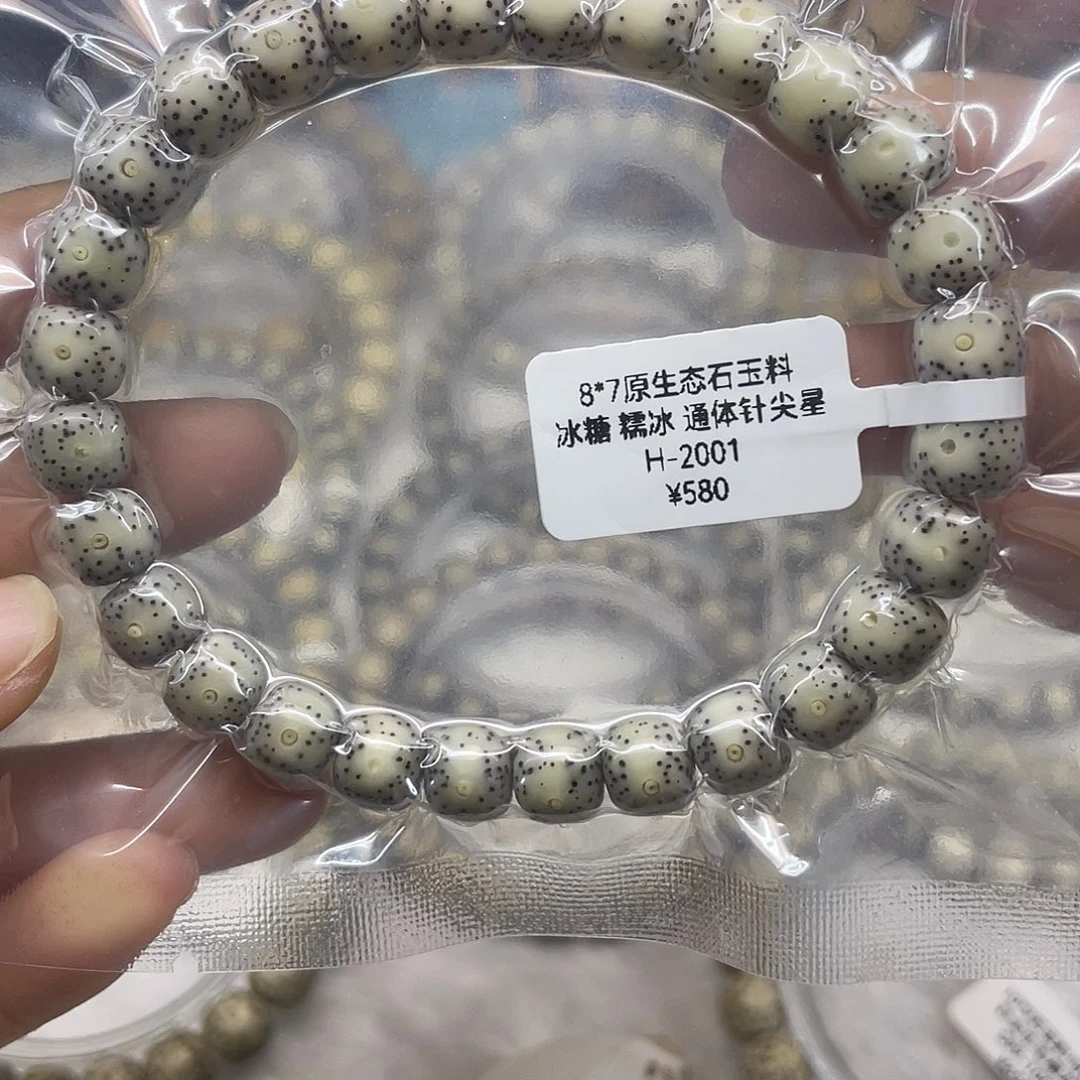 8*7原生态石玉料
冰糖 糯冰 通体针尖星
H-2001
¥580